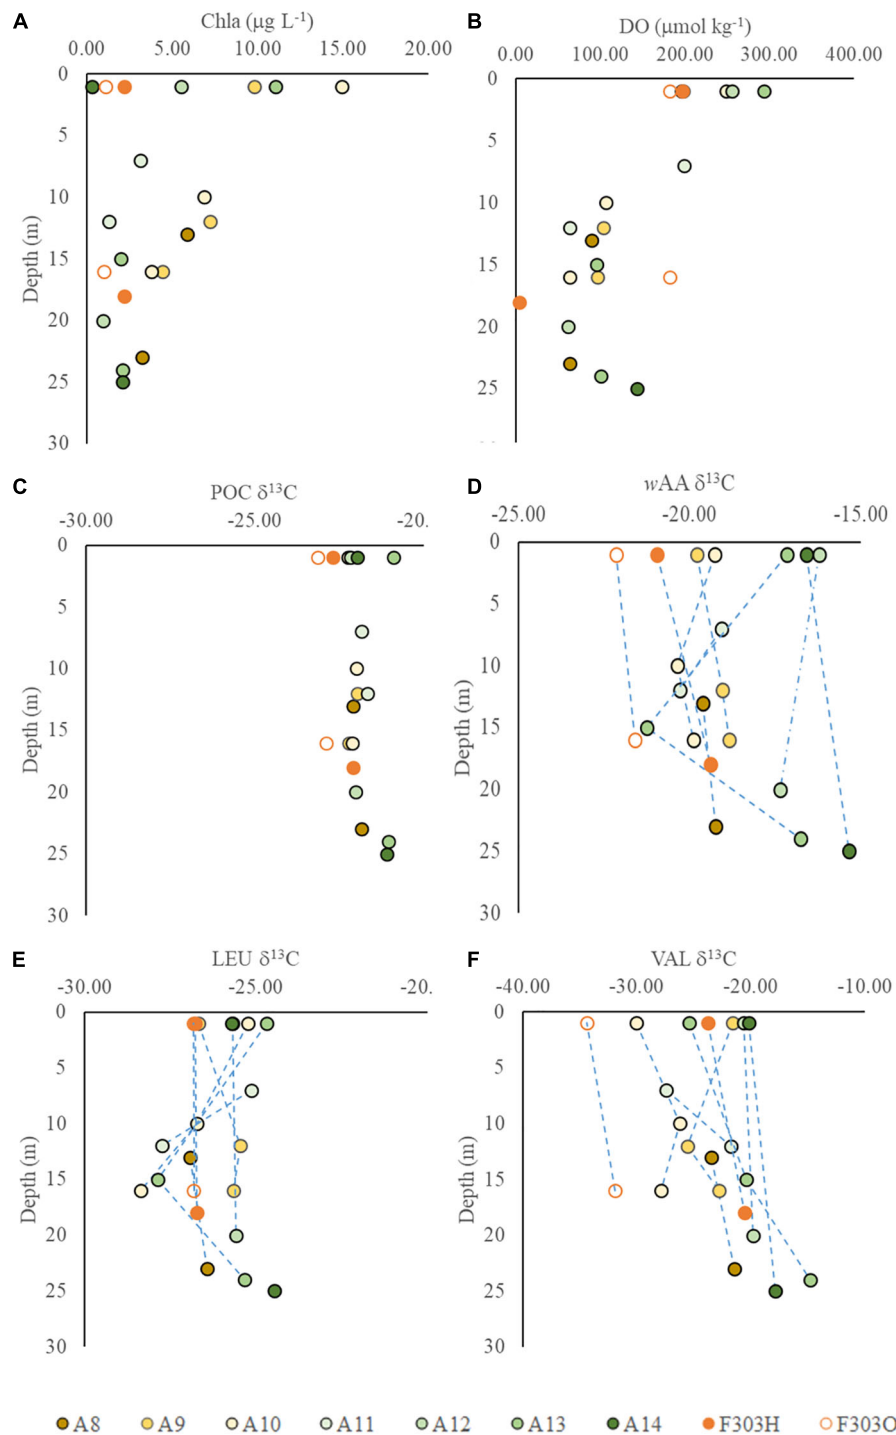 A
Chla (µg L-1)
0.00 5.00 10.00 15.00 20.00
0
5
10
15
20
25
30
Depth (m)
B
DO (µmol kg-1)
0.00 100.00 200.00 300.00 400.00
0
5
10
15
20
25
30
Depth (m)
C
POC δ13C
-30.00 -25.00 -20.
0
5
10
15
20
25
30
Depth (m)
D
wAA δ13C
-25.00 -20.00 -15.00
0
5
10
15
20
25
30
Depth (m)
E
LEU δ13C
-30.00 -25.00 -20.
0
5
10
15
20
25
30
Depth (m)
F
VAL δ13C
-40.00 -30.00 -20.00 -10.00
0
5
10
15
20
25
30
Depth (m)
A8 A9 A10 A11 A12 A13 A14 F303H F303O